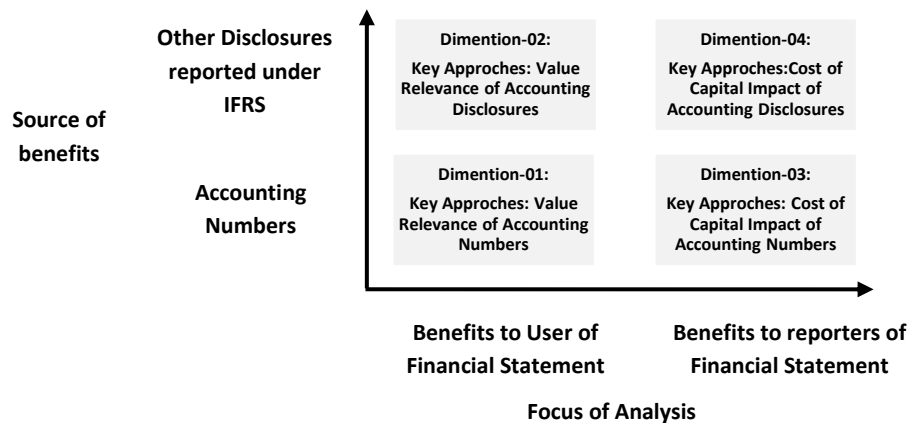 Other Disclosures
reported under
IFRS
Source of
benefits
Accounting
Numbers
Dimention-02:
Key Approches: Value
Relevance of Accounting
Disclosures
Dimention-04:
Key Approches:Cost of
Capital Impact of
Accounting Disclosures
Dimention-01:
Key Approches: Value
Relevance of Accounting
Numbers
Dimention-03:
Key Approches: Cost of
Capital Impact of
Accounting Numbers
Benefits to User of
Financial Statement
Benefits to reporters of
Financial Statement
Focus of Analysis